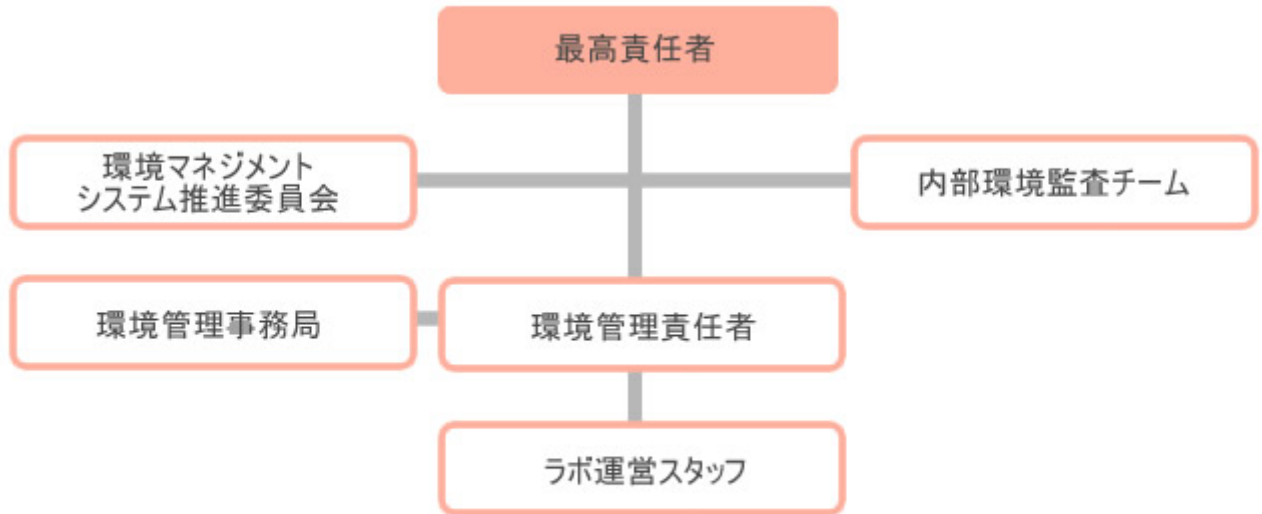 最高責任者
環境マネジメント
システム推進委員会
内部環境監査チーム
環境管理事務局
環境管理責任者
ラボ運営スタッフ